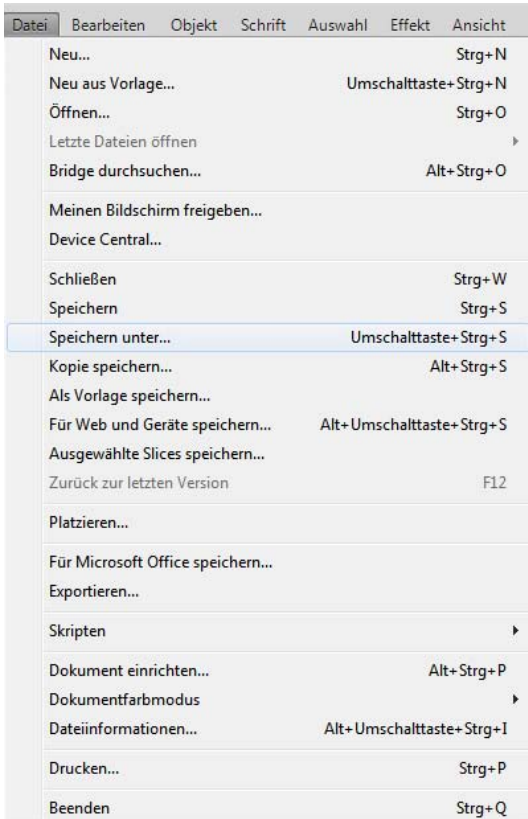 Datei Bearbeiten Objekt Schrift Auswahl Effekt Ansicht
Neu... Strg+N
Neu aus Vorlage... Umschalttaste+Strg+N
Öffnen... Strg+O
Letzte Dateien öffnen
Bridge durchsuchen... Alt+Strg+O
Meinen Bildschirm freigeben...
Device Central...
Schließen Strg+W
Speichern Strg+S
Speichern unter... Umschalttaste+Strg+S
Kopie speichern... Alt+Strg+S
Als Vorlage speichern...
Für Web und Geräte speichern... Alt+Umschalttaste+Strg+S
Ausgewählte Slices speichern...
Zurück zur letzten Version F12
Platzieren...
Für Microsoft Office speichern...
Exportieren...
Skripten
Dokument einrichten... Alt+Strg+P
Dokumentfarbmodus
Dateiinformationen... Alt+Umschalttaste+Strg+I
Drucken... Strg+P
Beenden Strg+Q